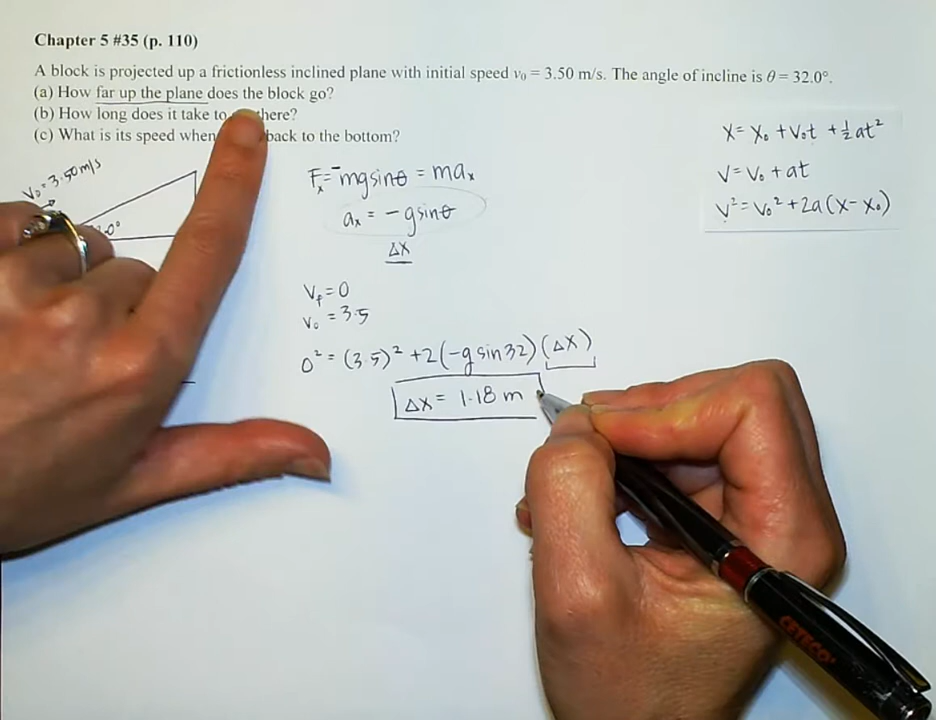 Chapter 5 #35 (p. 110)
A block is projected up a frictionless inclined plane with initial speed v₀ = 3.50 m/s. The angle of incline is θ = 32.0°.
(a) How far up the plane does the block go?
(b) How long does it take to here?
(c) What is its speed when back to the bottom?
x = x₀ + v₀t + ½at²
v = v₀ + at
v² = v₀² + 2a(x - x₀)
v₀ = 3.50 m/s
Fₓ = -mgsinθ = maₓ
aₓ = -gsinθ
Δx
v_f = 0
v₀ = 3.5
0² = (3.5)² + 2(-gsin32)(Δx)
Δx = 1.18 m
CETECO